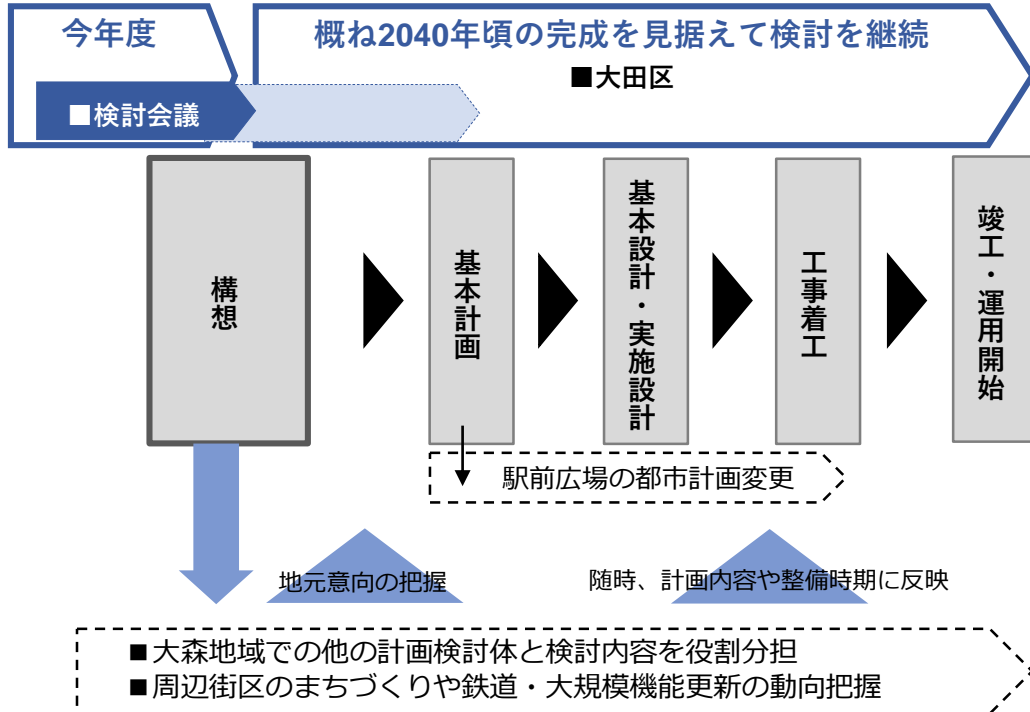 今年度
概ね2040年頃の完成を見据えて検討を継続
■大田区
■検討会議
構想
基本計画
基本設計・実施設計
工事着工
竣工・運用開始
駅前広場の都市計画変更
地元意向の把握
随時、計画内容や整備時期に反映
■大森地域での他の計画検討体と検討内容を役割分担
■周辺街区のまちづくりや鉄道・大規模機能更新の動向把握